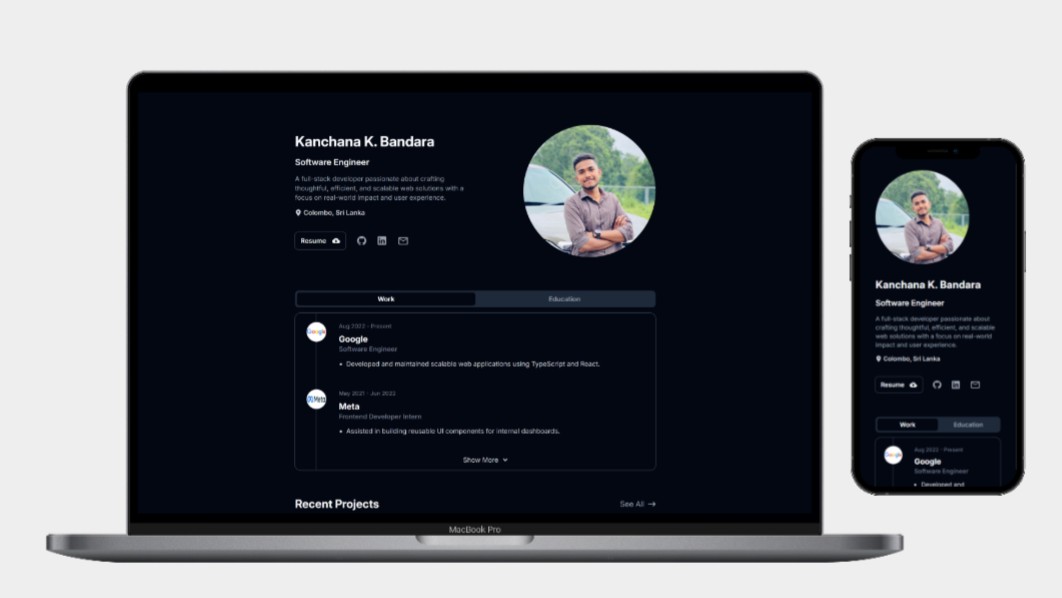 Kanchana K. Bandara
Software Engineer
A full-stack developer passionate about crafting
thoughtful, efficient, and scalable web solutions with a
focus on real-world impact and user experience.
Colombo, Sri Lanka
Resume
Work
Education
Google
Aug 2022 - Present
Google
Software Engineer
• Developed and maintained scalable web applications using TypeScript and React.
Meta
May 2021 - Jun 2022
Meta
Frontend Developer Intern
• Assisted in building reusable UI components for internal dashboards.
Show More
Recent Projects
See All →
MacBook Pro
Kanchana K. Bandara
Software Engineer
A full-stack developer passionate about
crafting thoughtful, efficient, and scalable
web solutions with a focus on real-world
impact and user experience.
Colombo, Sri Lanka
Resume
Work
Education
Google
Aug 2022 - Present
Google
Software Engineer
• Developed and